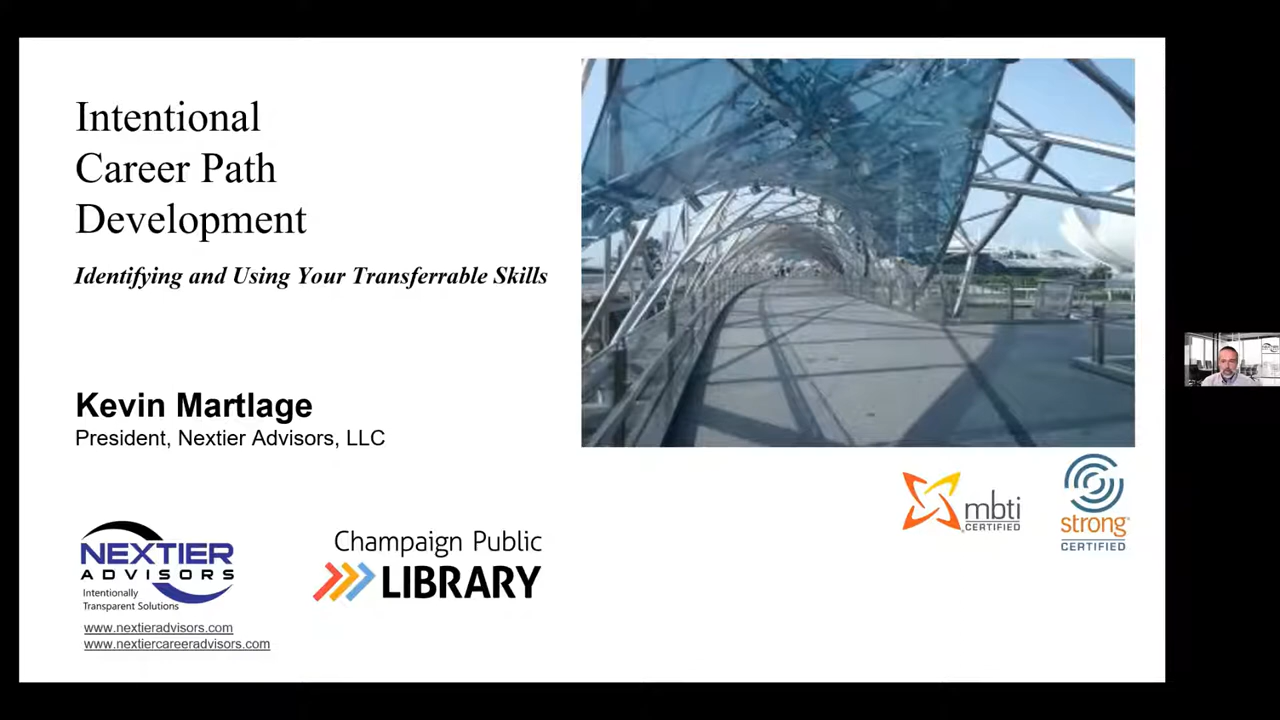 Intentional
Career Path
Development
Identifying and Using Your Transferrable Skills
Kevin Martlage
President, Nextier Advisors, LLC
mbti
CERTIFIED
strong
CERTIFIED
NEXTIER
ADVISORS
Intentionally
Transparent Solutions
www.nextieradvisors.com
www.nextiercareeradvisors.com
Champaign Public
LIBRARY